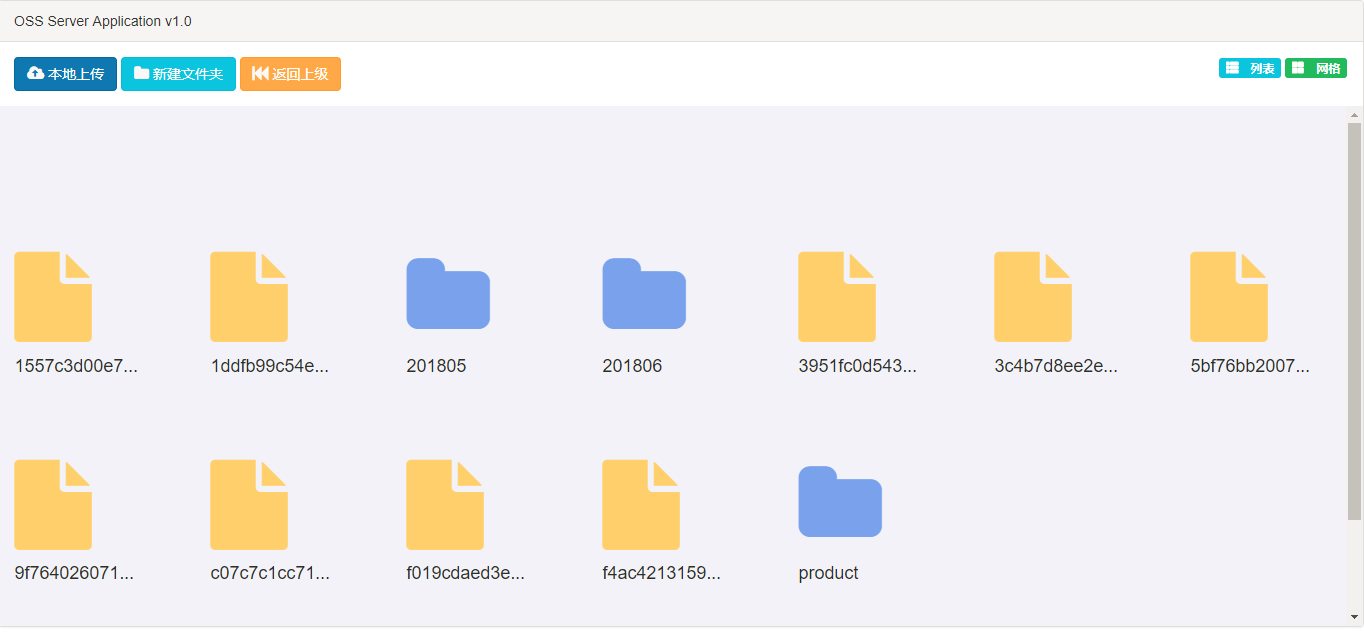 OSS Server Application v1.0
本地上传 新建文件夹 返回上级 列表 网格
1557c3d00e7... 1ddfb99c54e... 201805 201806 3951fc0d543... 3c4b7d8ee2e... 5bf76bb2007...
9f764026071... c07c7c1cc71... f019cdaed3e... f4ac4213159... product